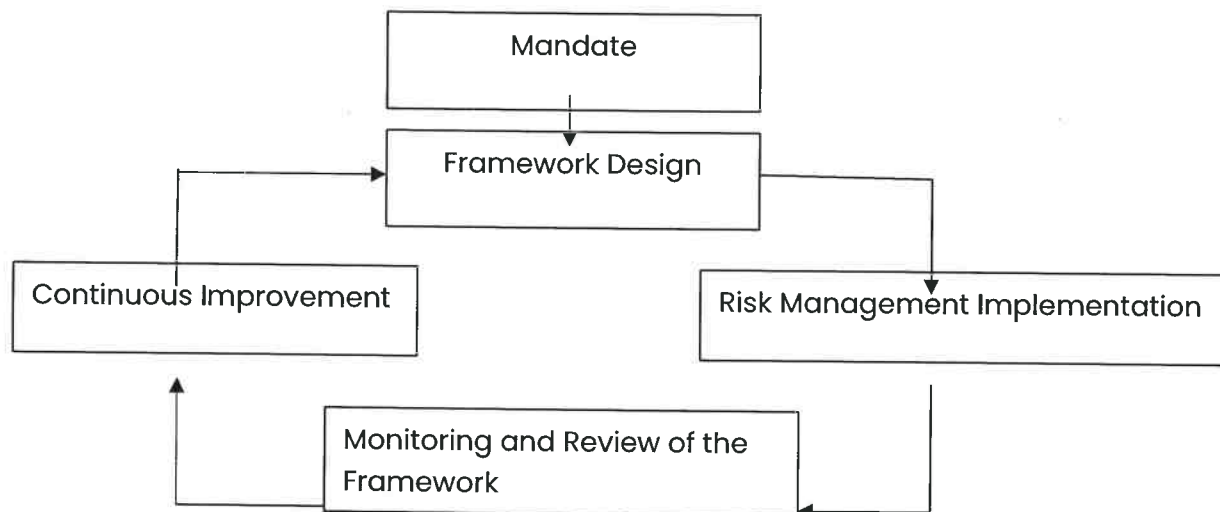 Mandate
Framework Design
Continuous Improvement
Risk Management Implementation
Monitoring and Review of the
Framework